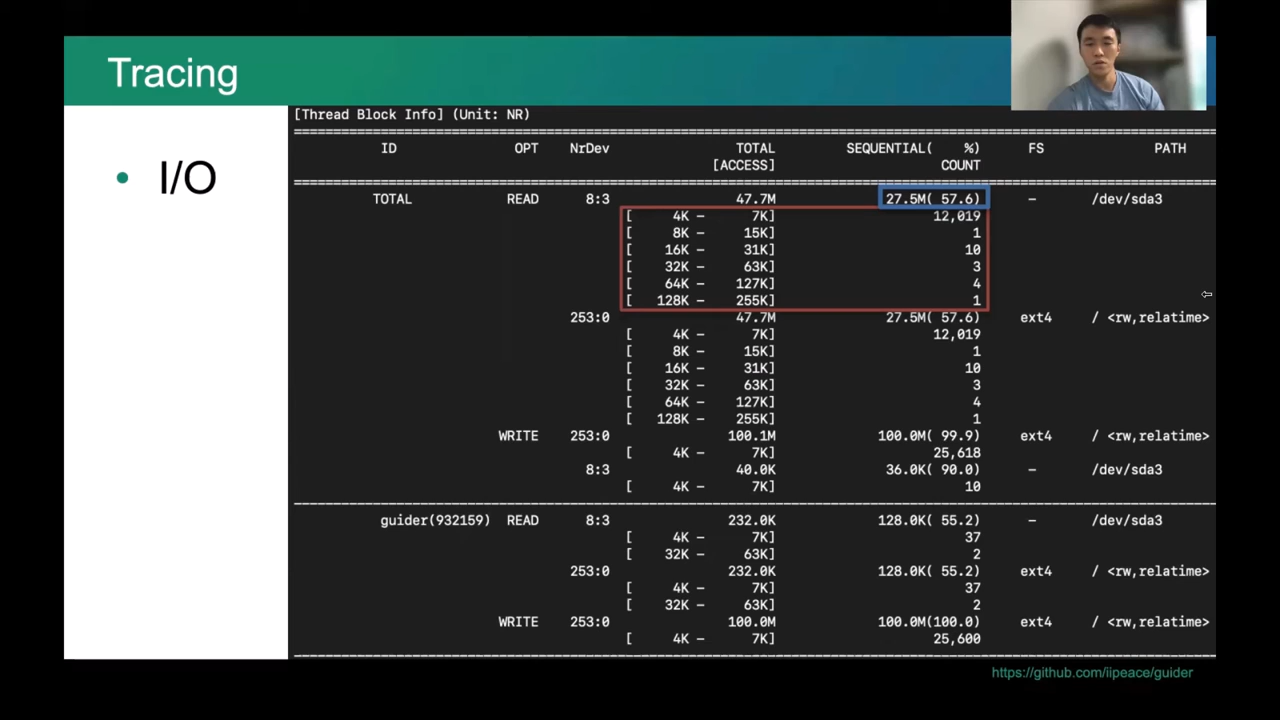 Tracing
• I/O
[Thread Block Info] (Unit: NR)
ID OPT NrDev TOTAL SEQUENTIAL( %) FS PATH
[ACCESS] COUNT
TOTAL READ 8:3 47.7M 27.5M( 57.6) – /dev/sda3
[ 4K – 7K] 12,019
[ 8K – 15K] 1
[ 16K – 31K] 10
[ 32K – 63K] 3
[ 64K – 127K] 4
[ 128K – 255K] 1
253:0 47.7M 27.5M( 57.6) ext4 / <rw,relatime>
[ 4K – 7K] 12,019
[ 8K – 15K] 1
[ 16K – 31K] 10
[ 32K – 63K] 3
[ 64K – 127K] 4
[ 128K – 255K] 1
WRITE 253:0 100.1M 100.0M( 99.9) ext4 / <rw,relatime>
[ 4K – 7K] 25,618
8:3 40.0K 36.0K( 90.0) – /dev/sda3
[ 4K – 7K] 10
guider(932159) READ 8:3 232.0K 128.0K( 55.2) – /dev/sda3
[ 4K – 7K] 37
[ 32K – 63K] 2
253:0 232.0K 128.0K( 55.2) ext4 / <rw,relatime>
[ 4K – 7K] 37
[ 32K – 63K] 2
WRITE 253:0 100.0M 100.0M(100.0) ext4 / <rw,relatime>
[ 4K – 7K] 25,600
https://github.com/iipeace/guider